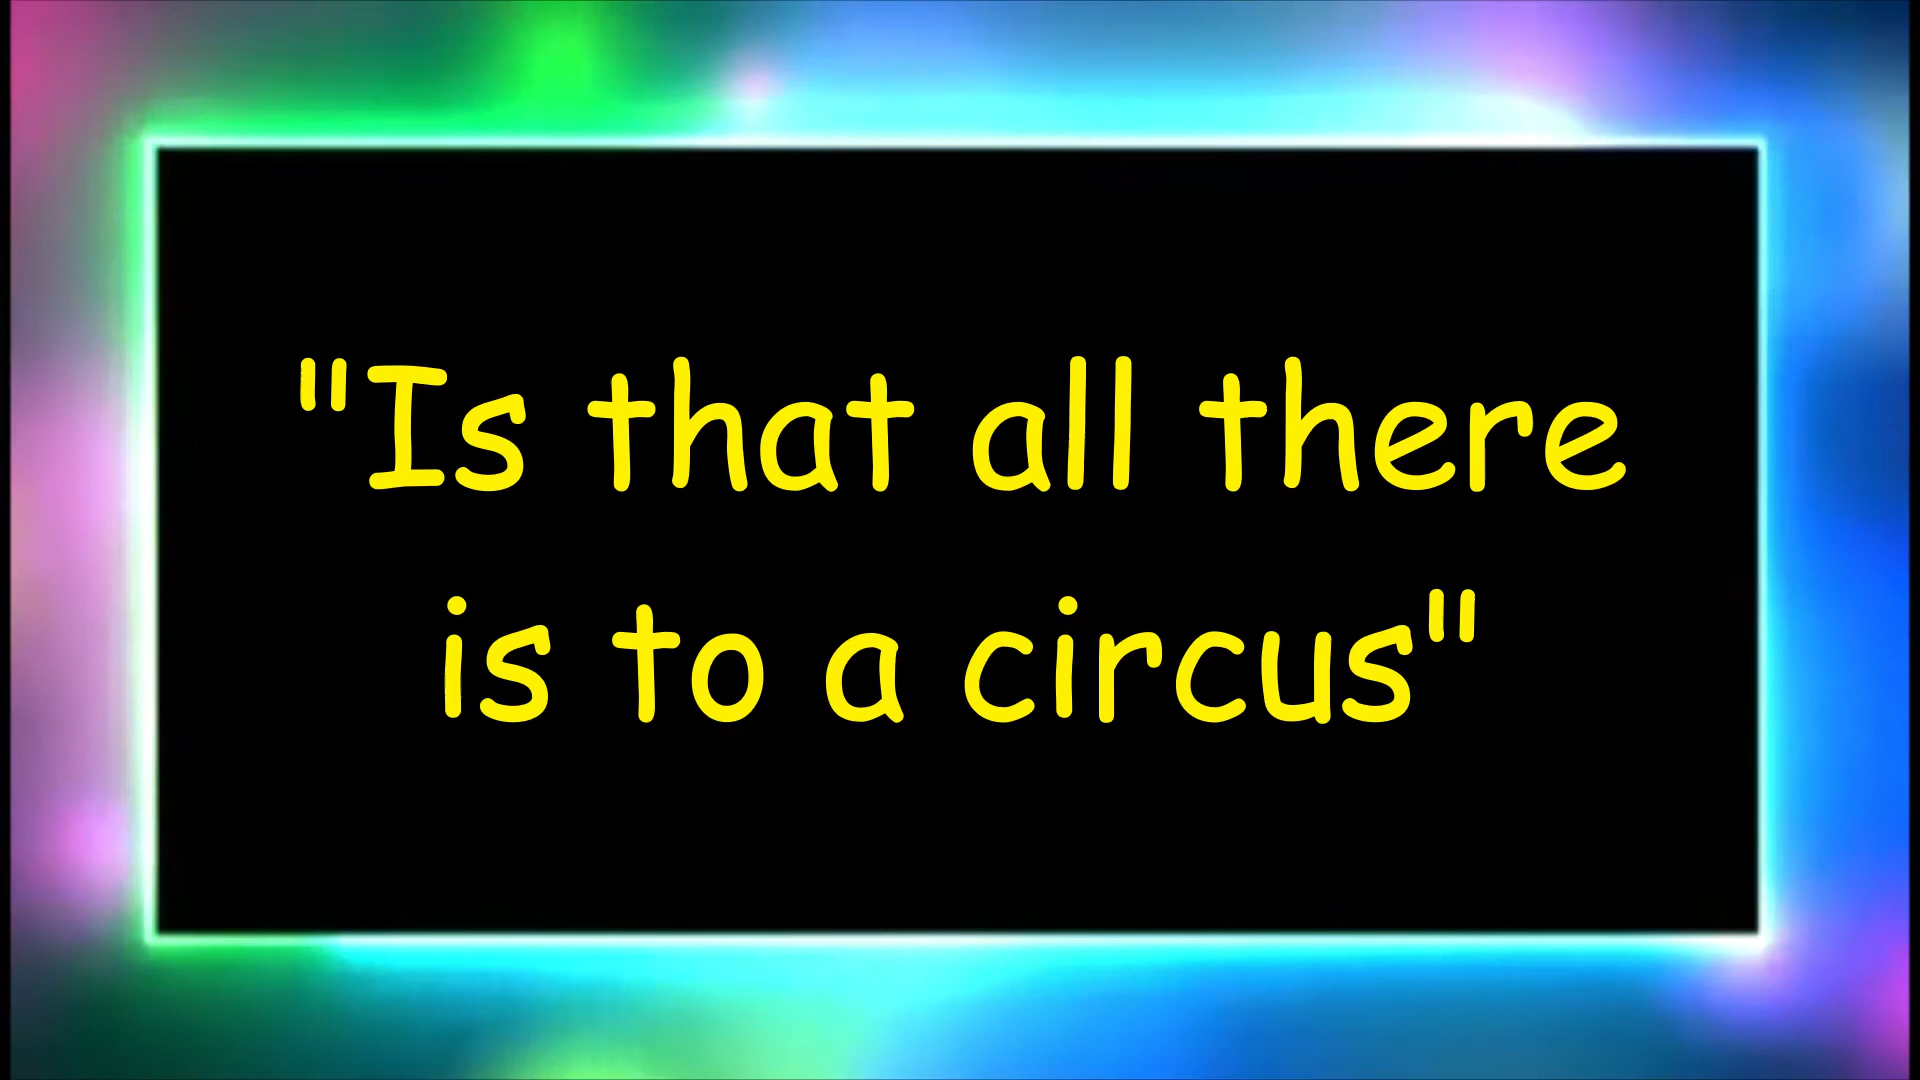 "Is that all there
is to a circus"